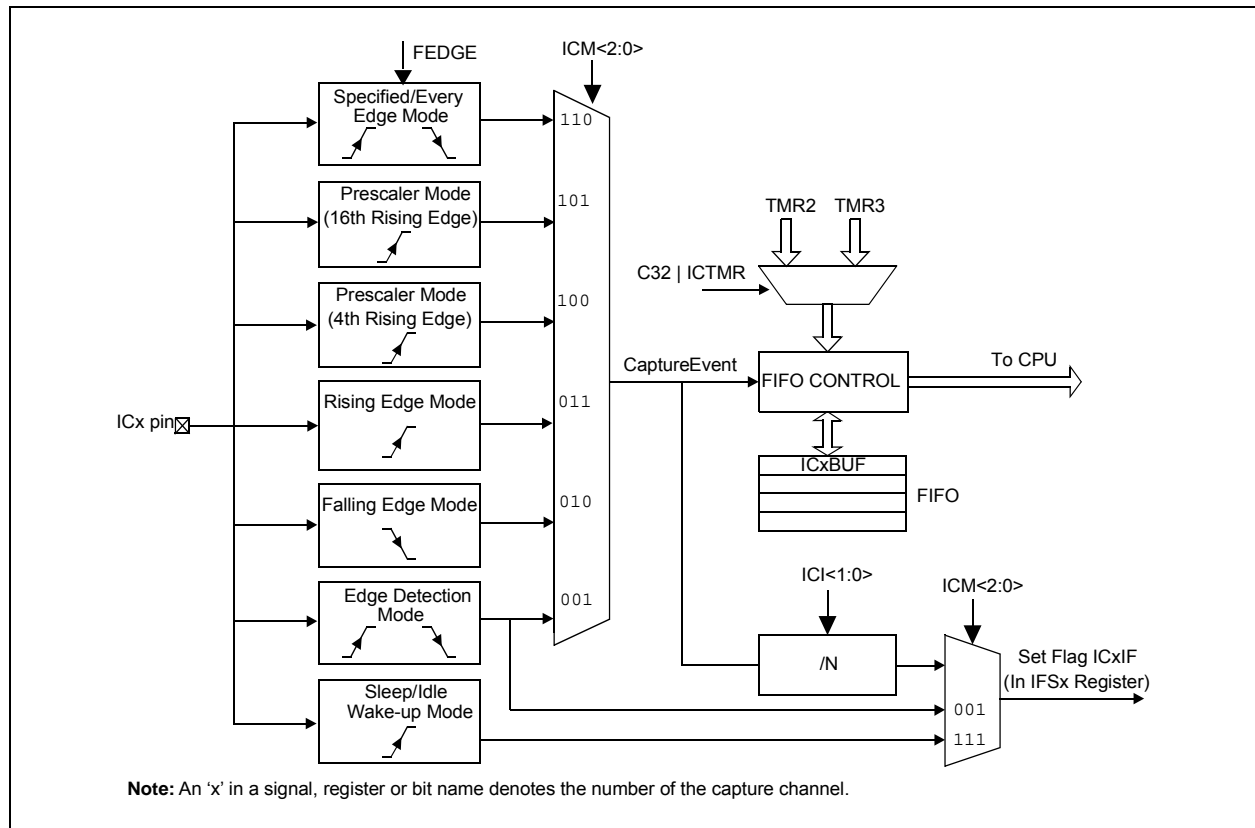 FEDGE
ICM<2:0>
Specified/Every
Edge Mode
110
Prescaler Mode
(16th Rising Edge)
101
TMR2
TMR3
C32 | ICTMR
Prescaler Mode
(4th Rising Edge)
100
CaptureEvent
FIFO CONTROL
To CPU
ICx pin
Rising Edge Mode
011
ICxBUF
FIFO
Falling Edge Mode
010
ICI<1:0>
ICM<2:0>
Edge Detection
Mode
001
/N
Set Flag ICxIF
(In IFSx Register)
Sleep/Idle
Wake-up Mode
001
111
Note: An ‘x’ in a signal, register or bit name denotes the number of the capture channel.